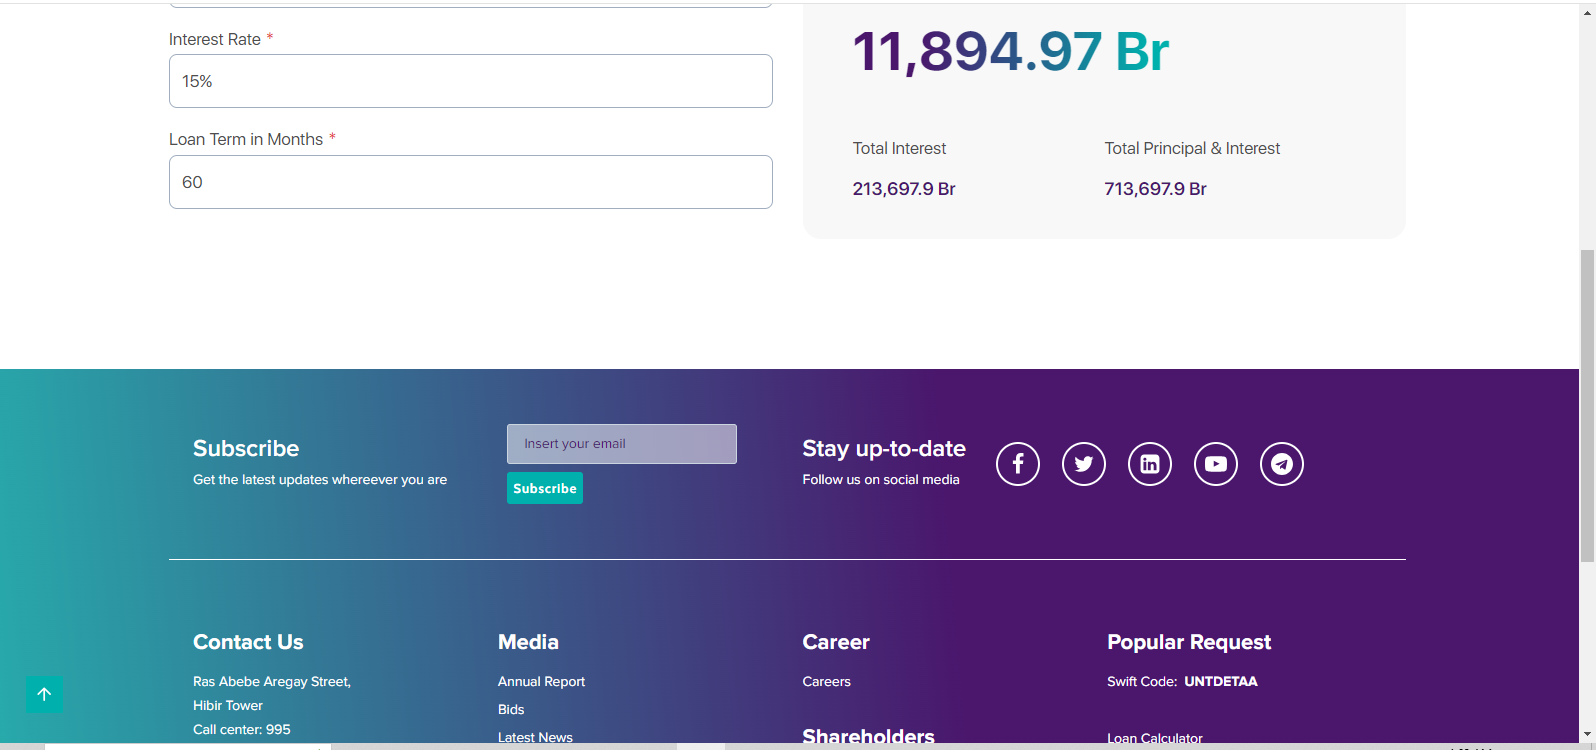 Interest Rate *
15%
Loan Term in Months *
60
11,894.97 Br
Total Interest
Total Principal & Interest
213,697.9 Br
713,697.9 Br
Subscribe
Get the latest updates whereever you are
Insert your email
Subscribe
Stay up-to-date
Follow us on social media
Contact Us
Ras Abebe Aregay Street,
Hibir Tower
Call center: 995
Media
Annual Report
Bids
Latest News
Career
Careers
Shareholders
Popular Request
Swift Code: UNTDETAA
Loan Calculator